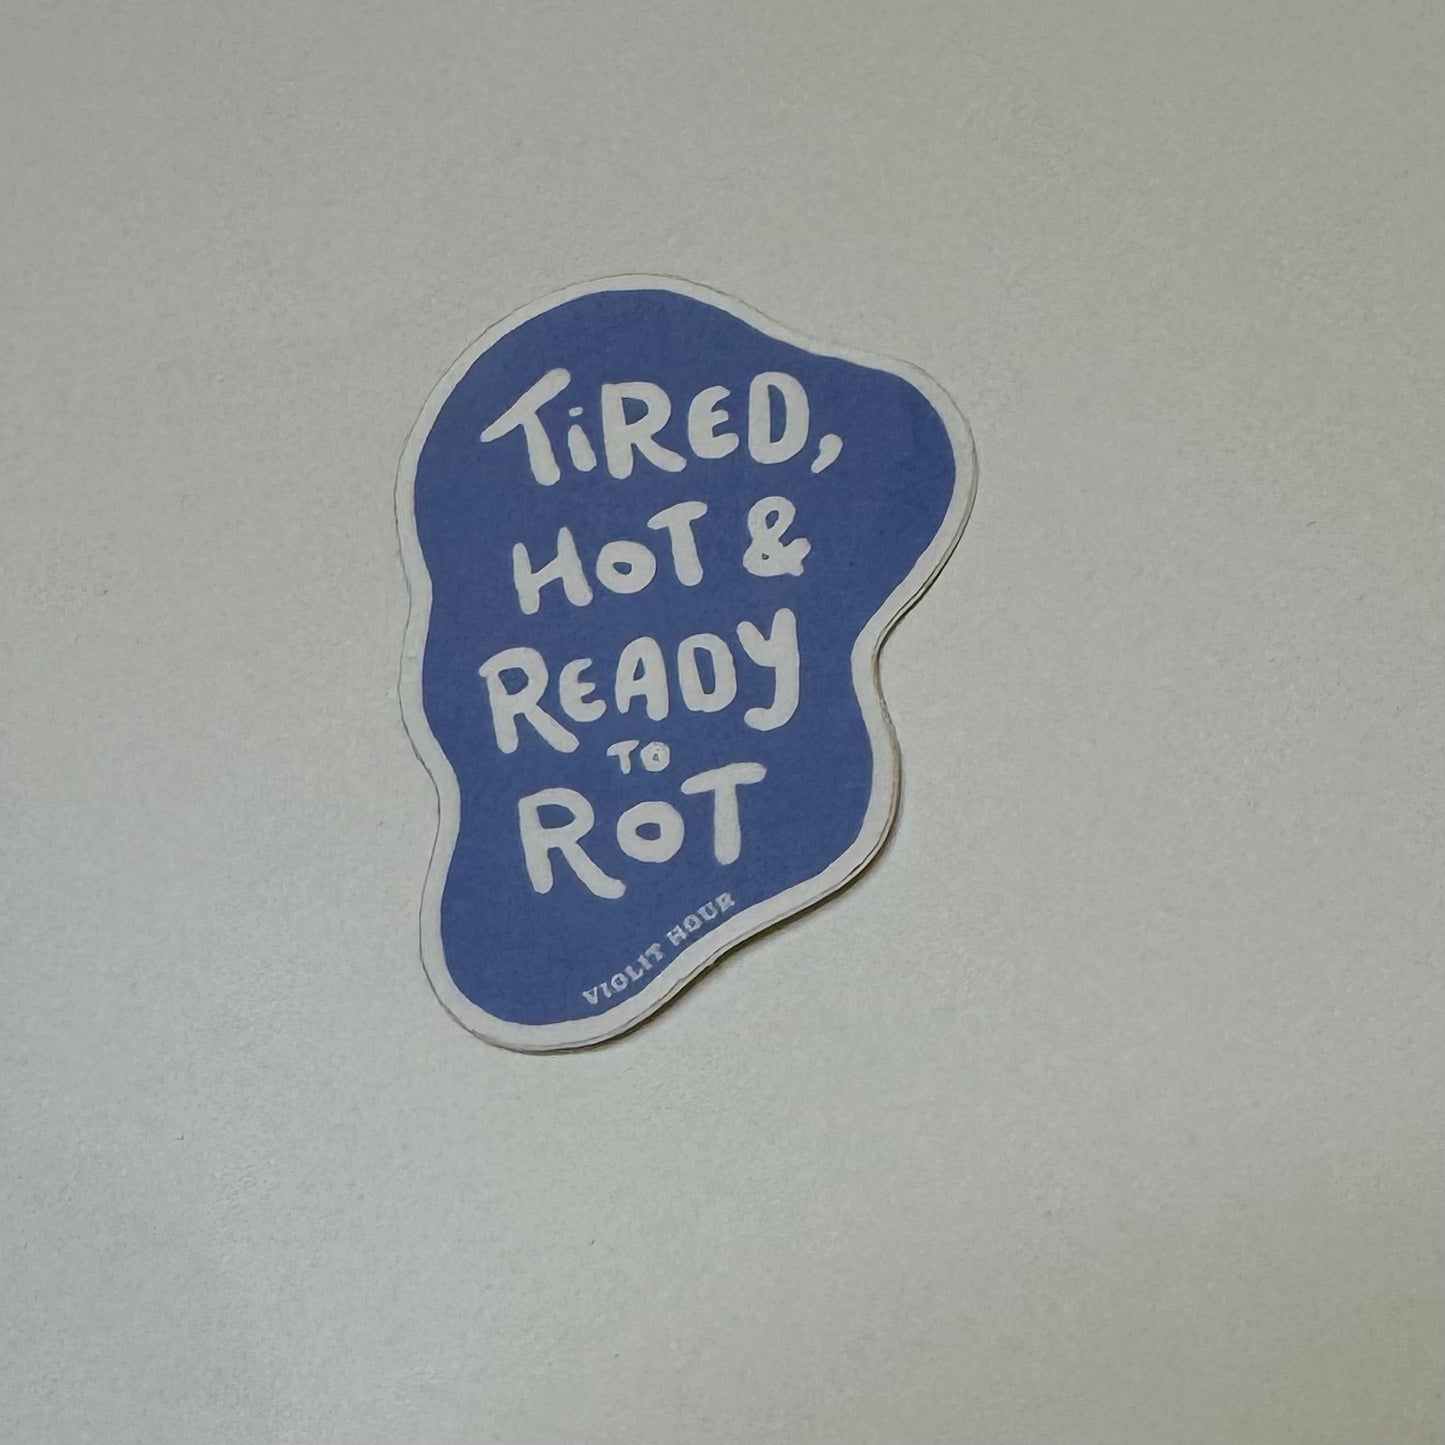 TiRED,
HOT &
READY
TO
ROT
VIOLIT HOUR